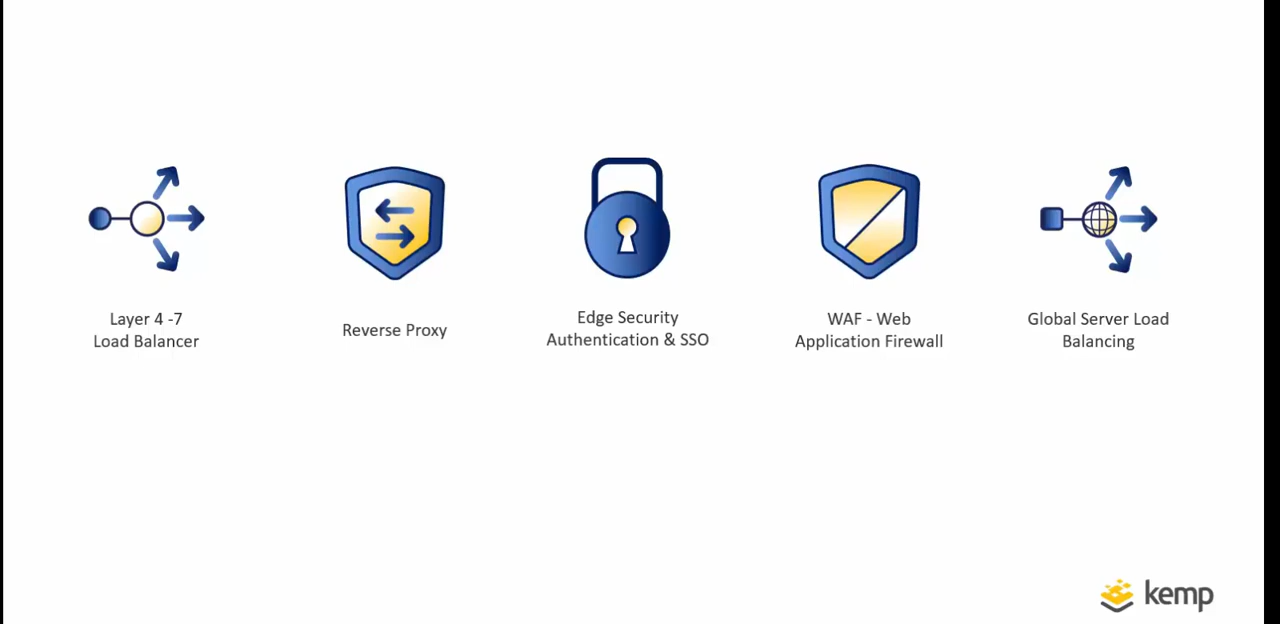 Layer 4 -7
Load Balancer
Reverse Proxy
Edge Security
Authentication & SSO
WAF - Web
Application Firewall
Global Server Load
Balancing
kemp